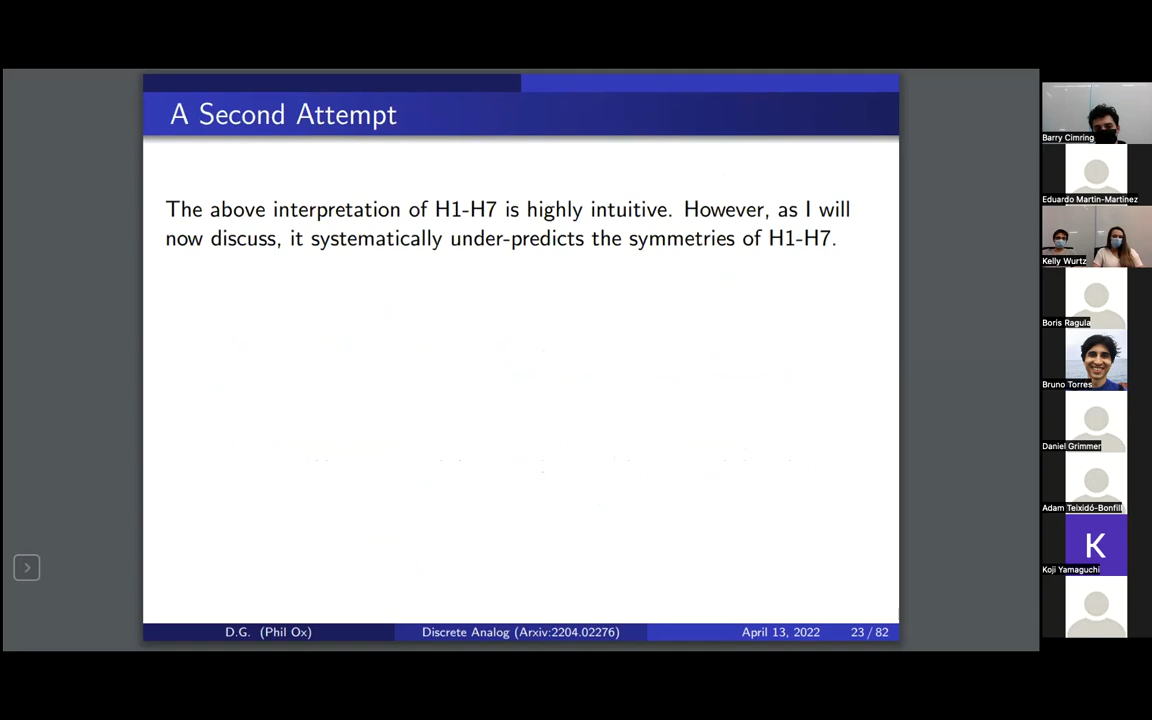 A Second Attempt
The above interpretation of H1-H7 is highly intuitive. However, as I will
now discuss, it systematically under-predicts the symmetries of H1-H7.
D.G. (Phil Ox)
Discrete Analog (Arxiv:2204.02276)
April 13, 2022
23 / 82
Barry Cimring
Eduardo Martin-Martinez
Kelly Wurtz
Boris Ragula
Bruno Torres
Daniel Grimmer
Adam Teixidó-Bonfill
K
Koji Yamaguchi